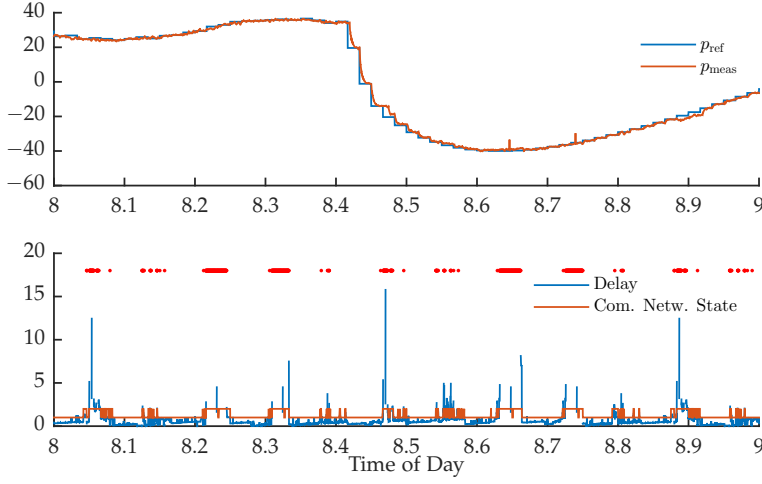 40
20
0
−20
−40
−60
p_ref
p_meas
8 8.1 8.2 8.3 8.4 8.5 8.6 8.7 8.8 8.9 9
20
15
10
5
0
Delay
Com. Netw. State
8 8.1 8.2 8.3 8.4 8.5 8.6 8.7 8.8 8.9 9
Time of Day